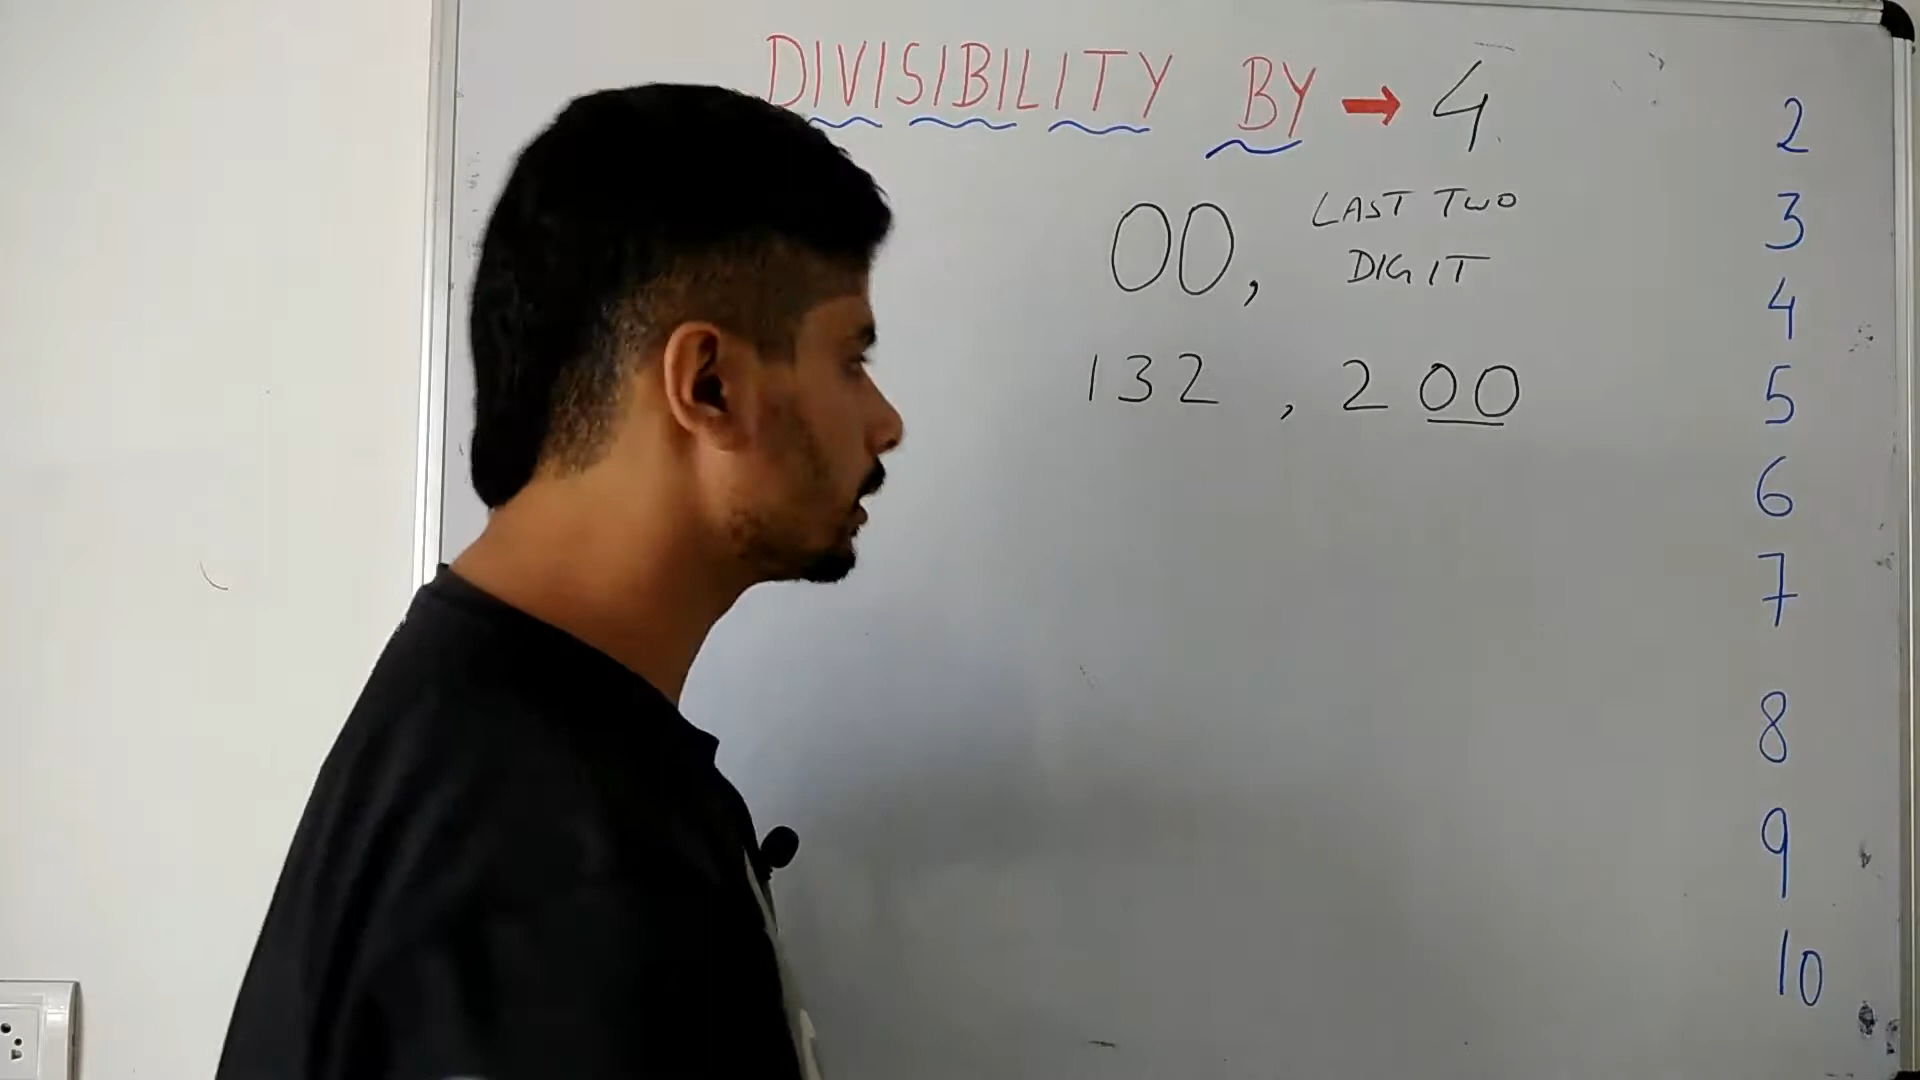 DIVISIBILITY BY → 4
00, LAST TWO
DIGIT
132 , 200
2
3
4
5
6
7
8
9
10